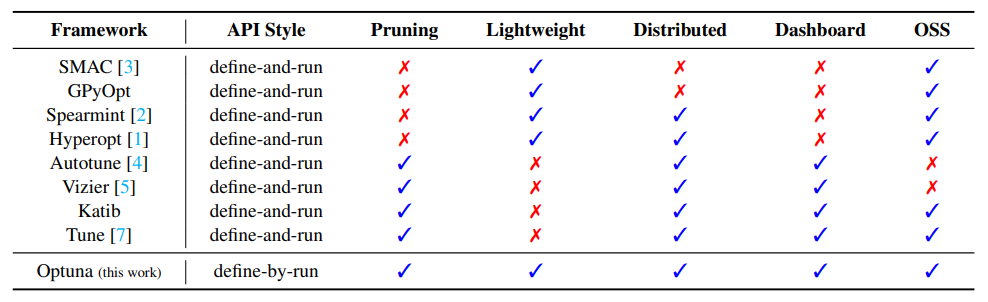 Framework API Style Pruning Lightweight Distributed Dashboard OSS
SMAC [3] define-and-run ✗ ✓ ✗ ✗ ✓
GPyOpt define-and-run ✗ ✓ ✗ ✗ ✓
Spearmint [2] define-and-run ✗ ✓ ✓ ✗ ✓
Hyperopt [1] define-and-run ✗ ✓ ✓ ✗ ✓
Autotune [4] define-and-run ✓ ✗ ✓ ✓ ✗
Vizier [5] define-and-run ✓ ✗ ✓ ✓ ✗
Katib define-and-run ✓ ✗ ✓ ✓ ✓
Tune [7] define-and-run ✓ ✗ ✓ ✓ ✓
Optuna (this work) define-by-run ✓ ✓ ✓ ✓ ✓